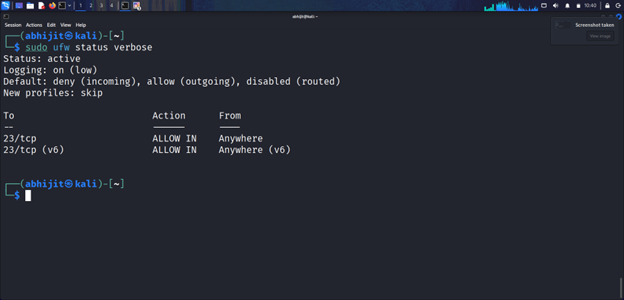 abhijit@kali: ~
Session Actions Edit View Help
1 2 3 4
10:40
Screenshot taken
View image
┌──(abhijit㉿kali)-[~]
└─$ sudo ufw status verbose
Status: active
Logging: on (low)
Default: deny (incoming), allow (outgoing), disabled (routed)
New profiles: skip
To Action From
-- ------ ----
23/tcp ALLOW IN Anywhere
23/tcp (v6) ALLOW IN Anywhere (v6)
┌──(abhijit㉿kali)-[~]
└─$